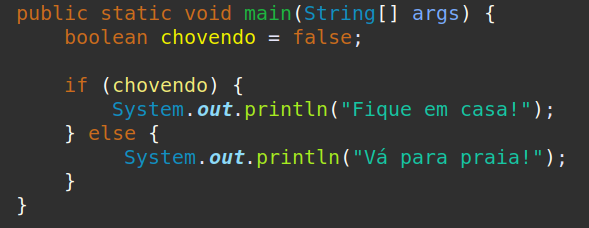 public static void main(String[] args) {
    boolean chovendo = false;

    if (chovendo) {
        System.out.println("Fique em casa!");
    } else {
         System.out.println("Vá para praia!");
    }
}